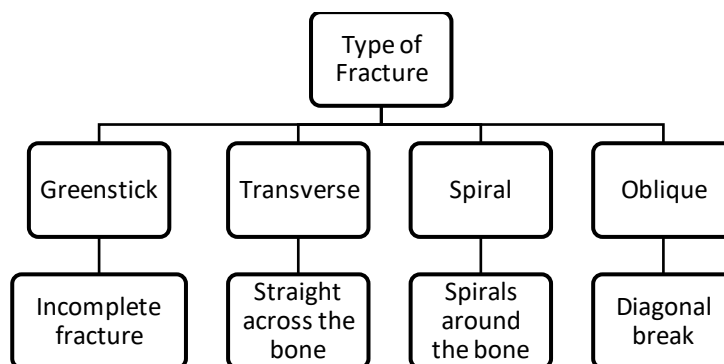 Type of
Fracture
Greenstick
Transverse
Spiral
Oblique
Incomplete
fracture
Straight
across the
bone
Spirals
around
the bone
Diagonal
break